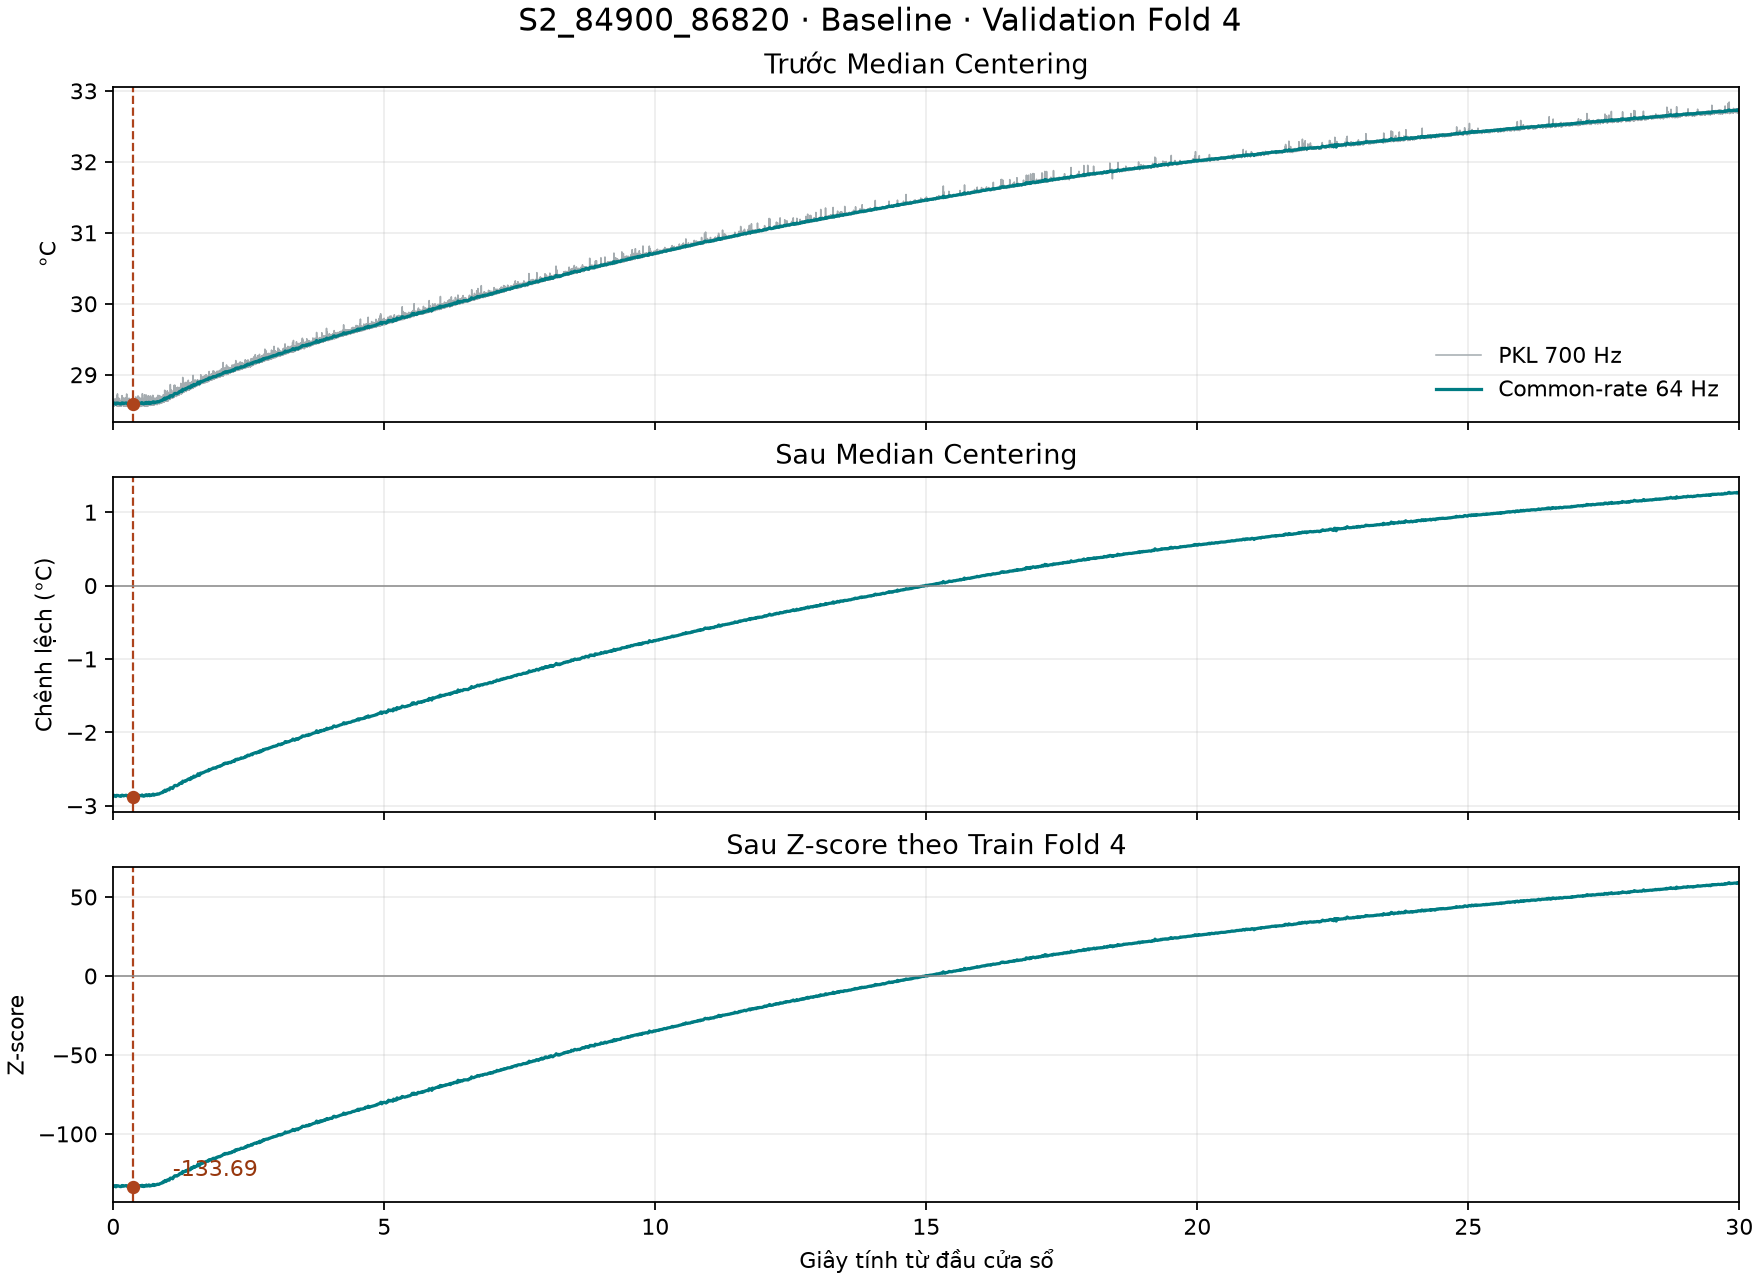 S2_84900_86820 · Baseline · Validation Fold 4
Trước Median Centering
33
32
31
30
29
°C
PKL 700 Hz
Common-rate 64 Hz
Sau Median Centering
1
0
−1
−2
−3
Chênh lệch (°C)
Sau Z-score theo Train Fold 4
50
0
−50
−100
Z-score
-133.69
0 5 10 15 20 25 30
Giây tính từ đầu cửa sổ